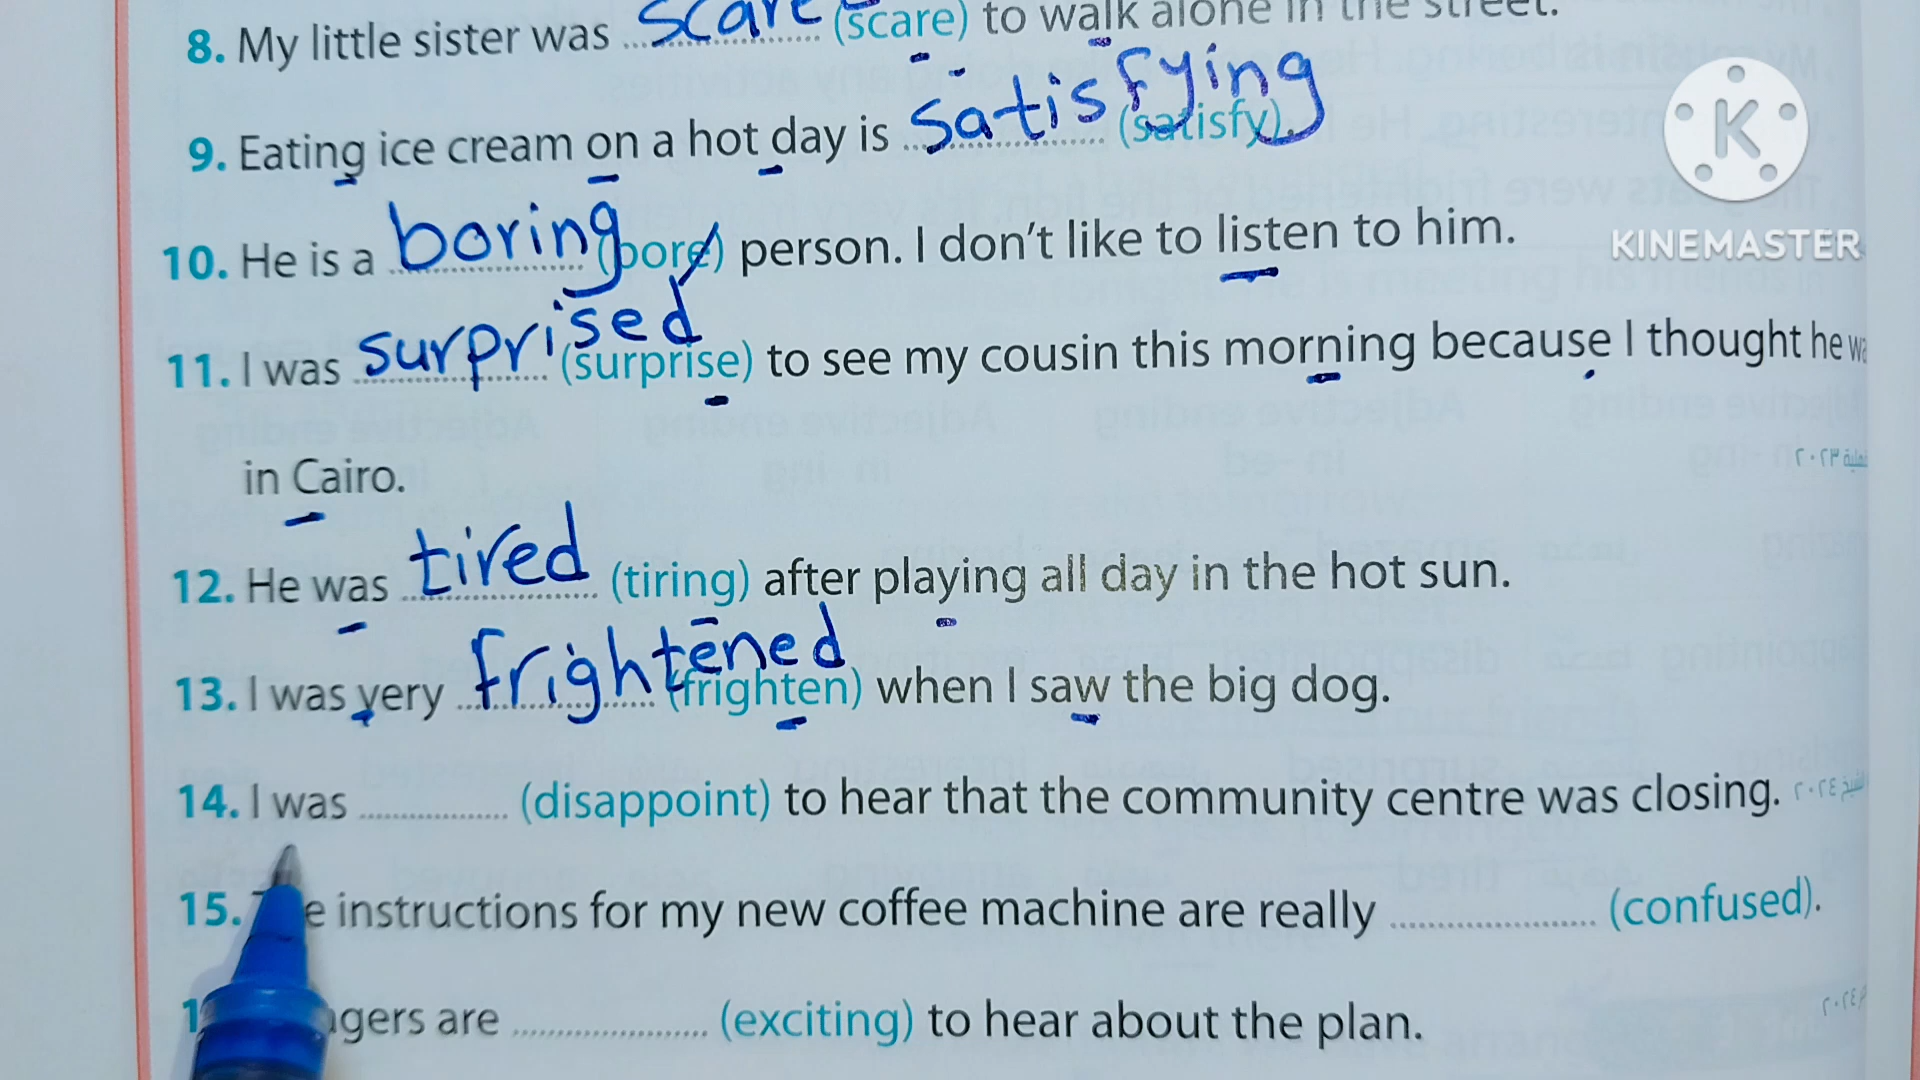 8. My little sister was scare (scare) to walk alone in the street.
9. Eating ice cream on a hot day is satisfying (satisfy).
10. He is a boring (bore) person. I don't like to listen to him.
11. I was surprised (surprise) to see my cousin this morning because I thought he
in Cairo.
12. He was tired (tiring) after playing all day in the hot sun.
13. I was very frightened (frighten) when I saw the big dog.
14. I was .................. (disappoint) to hear that the community centre was closing.
15. instructions for my new coffee machine are really .................. (confused).
are .................. (exciting) to hear about the plan.
K
KINEMASTER